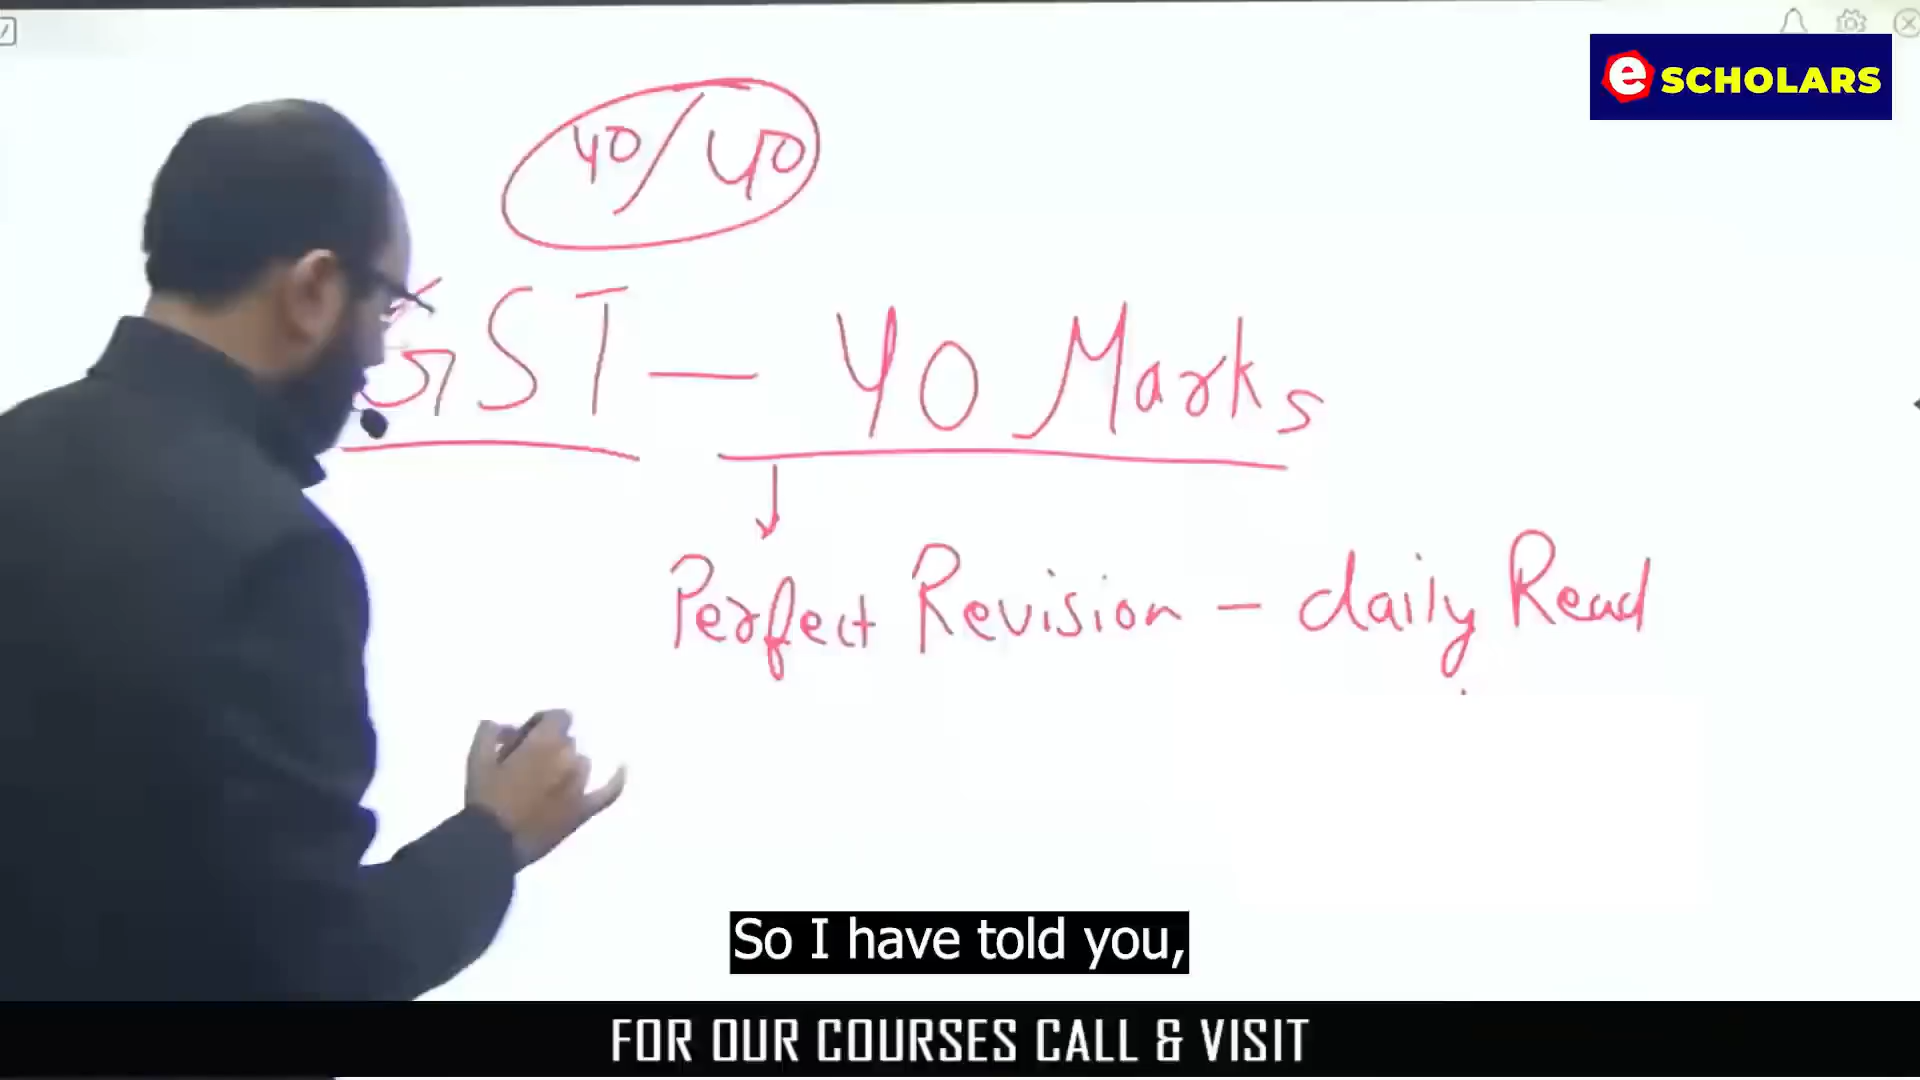 e SCHOLARS
40/40
GST — 40 Marks
Perfect Revision — daily Read
So I have told you,
FOR OUR COURSES CALL & VISIT